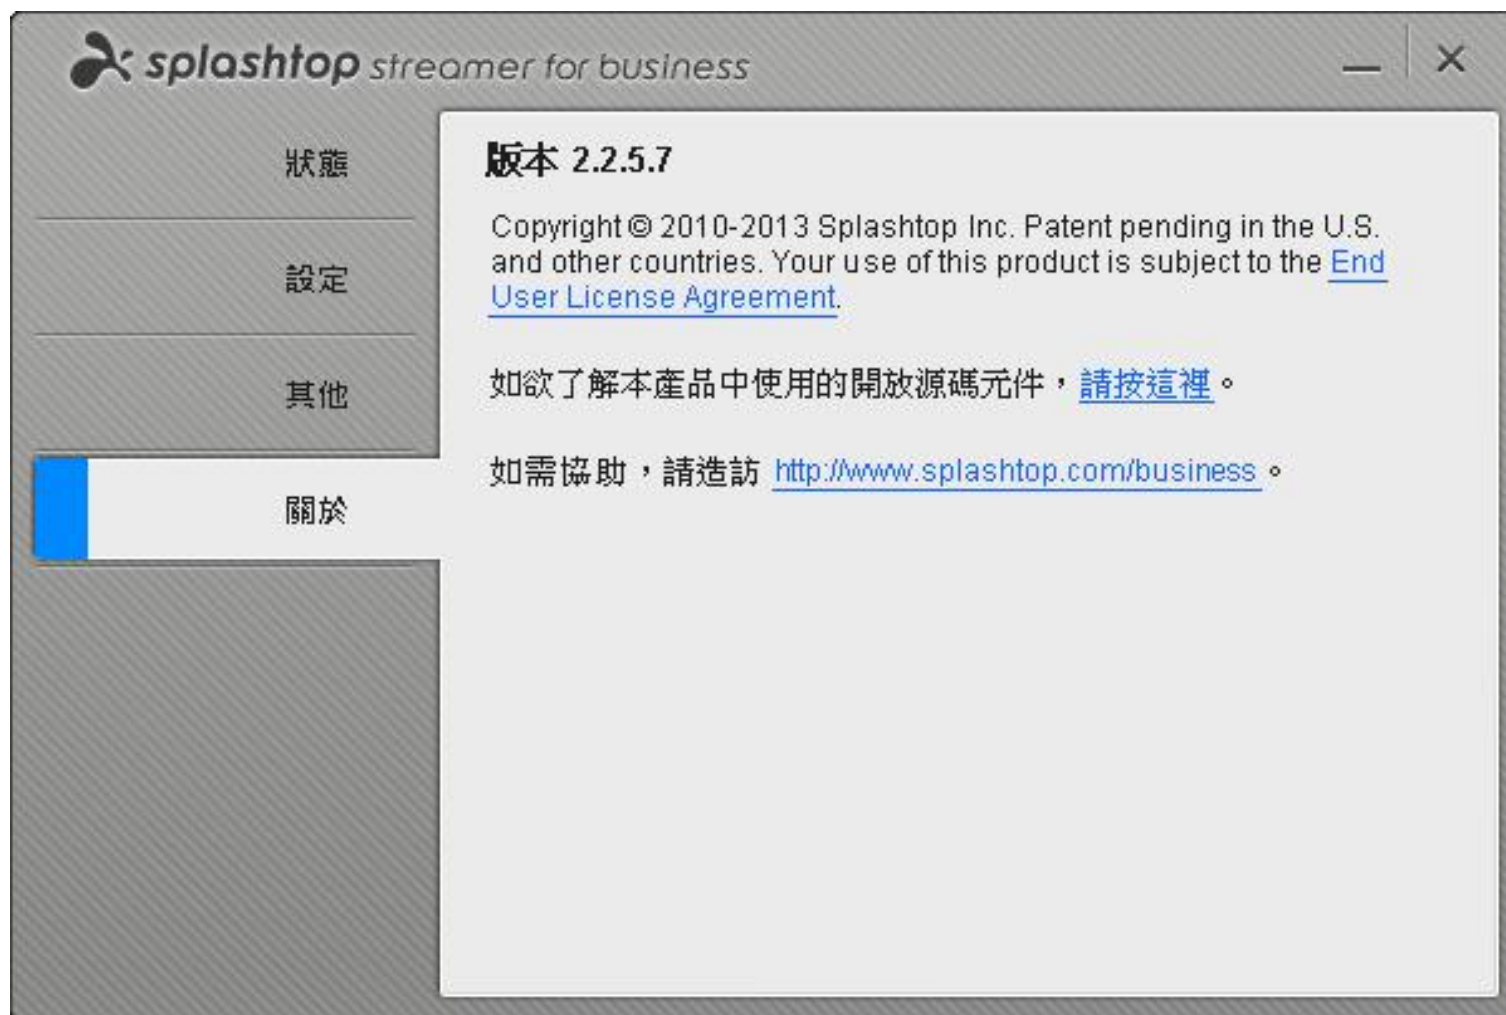 splashtop streamer for business
狀態
設定
其他
關於
版本 2.2.5.7
Copyright © 2010-2013 Splashtop Inc. Patent pending in the U.S.
and other countries. Your use of this product is subject to the End
User License Agreement.
如欲了解本產品中使用的開放源碼元件，請按這裡。
如需協助，請造訪 http://www.splashtop.com/business 。